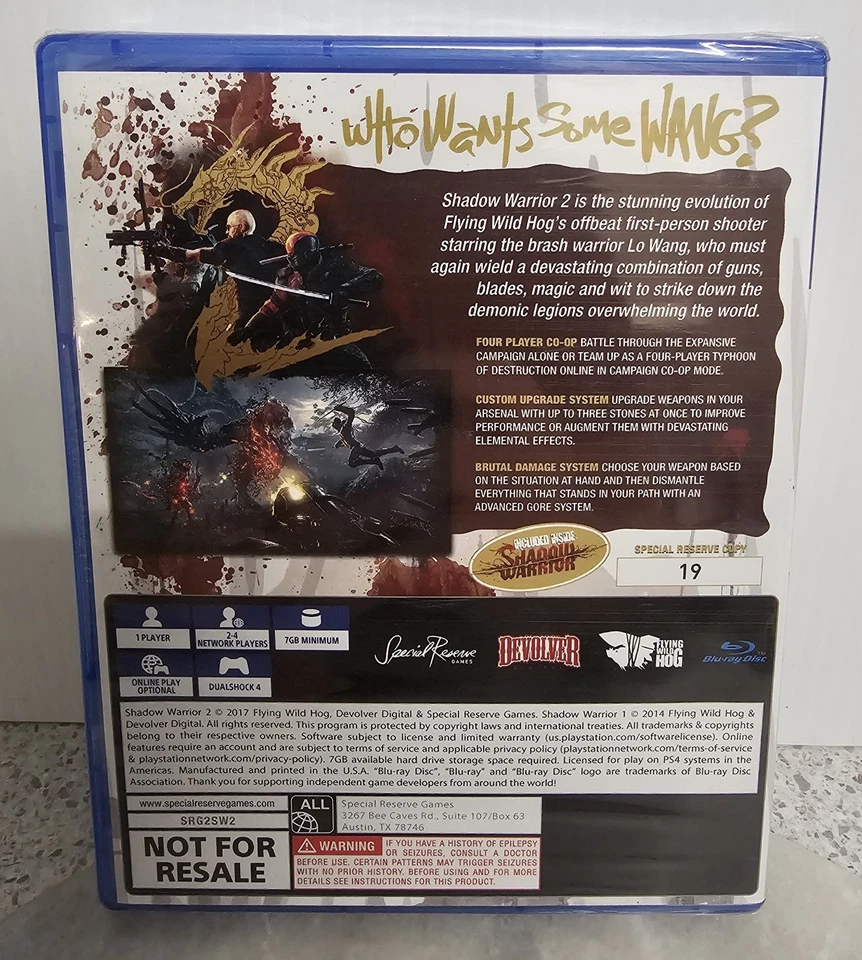 Who Wants Some WANG?
Shadow Warrior 2 is the stunning evolution of
Flying Wild Hog's offbeat first-person shooter
starring the brash warrior Lo Wang, who must
again wield a devastating combination of guns,
blades, magic and wit to strike down the
demonic legions overwhelming the world.
FOUR PLAYER CO-OP BATTLE THROUGH THE EXPANSIVE
CAMPAIGN ALONE OR TEAM UP AS A FOUR-PLAYER TYPHOON
OF DESTRUCTION ONLINE IN CAMPAIGN CO-OP MODE.
CUSTOM UPGRADE SYSTEM UPGRADE WEAPONS IN YOUR
ARSENAL WITH UP TO THREE STONES AT ONCE TO IMPROVE
PERFORMANCE OR AUGMENT THEM WITH DEVASTATING
ELEMENTAL EFFECTS.
BRUTAL DAMAGE SYSTEM CHOOSE YOUR WEAPON BASED
ON THE SITUATION AT HAND AND THEN DISMANTLE
EVERYTHING THAT STANDS IN YOUR PATH WITH AN
ADVANCED GORE SYSTEM.
INCLUDED INSIDE
SHADOW
WARRIOR
SPECIAL RESERVE COPY
19
1 PLAYER
2-4
NETWORK PLAYERS
7GB MINIMUM
ONLINE PLAY
OPTIONAL
DUALSHOCK 4
Special Reserve
GAMES
DEVOLVER
FLYING
WILD
HOG
Blu-ray Disc™
Shadow Warrior 2 © 2017 Flying Wild Hog, Devolver Digital & Special Reserve Games. Shadow Warrior 1 © 2014 Flying Wild Hog &
Devolver Digital. All rights reserved. This program is protected by copyright laws and international treaties. All trademarks & copyrights
belong to their respective owners. Software subject to license and limited warranty (us.playstation.com/softwarelicense). Online
features require an account and are subject to terms of service and applicable privacy policy (playstationnetwork.com/terms-of-service
& playstationnetwork.com/privacy-policy). 7GB available hard drive storage space required. Licensed for play on PS4 systems in the
Americas. Manufactured and printed in the U.S.A. "Blu-ray Disc", "Blu-ray" and "Blu-ray Disc" logo are trademarks of Blu-ray Disc
Association. Thank you for supporting independent game developers from around the world!
www.specialreservegames.com
SRG2SW2
NOT FOR
RESALE
ALL
Special Reserve Games
3267 Bee Caves Rd., Suite 107/Box 63
Austin, TX 78746
WARNING IF YOU HAVE A HISTORY OF EPILEPSY
OR SEIZURES, CONSULT A DOCTOR
BEFORE USE. CERTAIN PATTERNS MAY TRIGGER SEIZURES
WITH NO PRIOR HISTORY. BEFORE USING AND FOR MORE
DETAILS SEE INSTRUCTIONS FOR THIS PRODUCT.